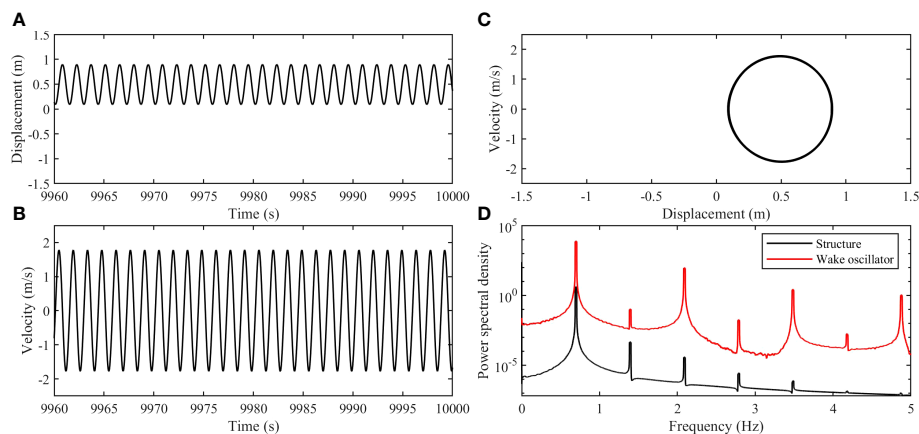 A
1.5
1
0.5
0
-0.5
-1
-1.5
Displacement (m)
9960 9965 9970 9975 9980 9985 9990 9995 10000
Time (s)
B
2
1
0
-1
-2
Velocity (m/s)
9960 9965 9970 9975 9980 9985 9990 9995 10000
Time (s)
C
2
1
0
-1
-2
Velocity (m/s)
-1.5 -1 -0.5 0 0.5 1 1.5
Displacement (m)
D
10^5
10^0
10^-5
Power spectral density
Structure
Wake oscillator
0 1 2 3 4 5
Frequency (Hz)